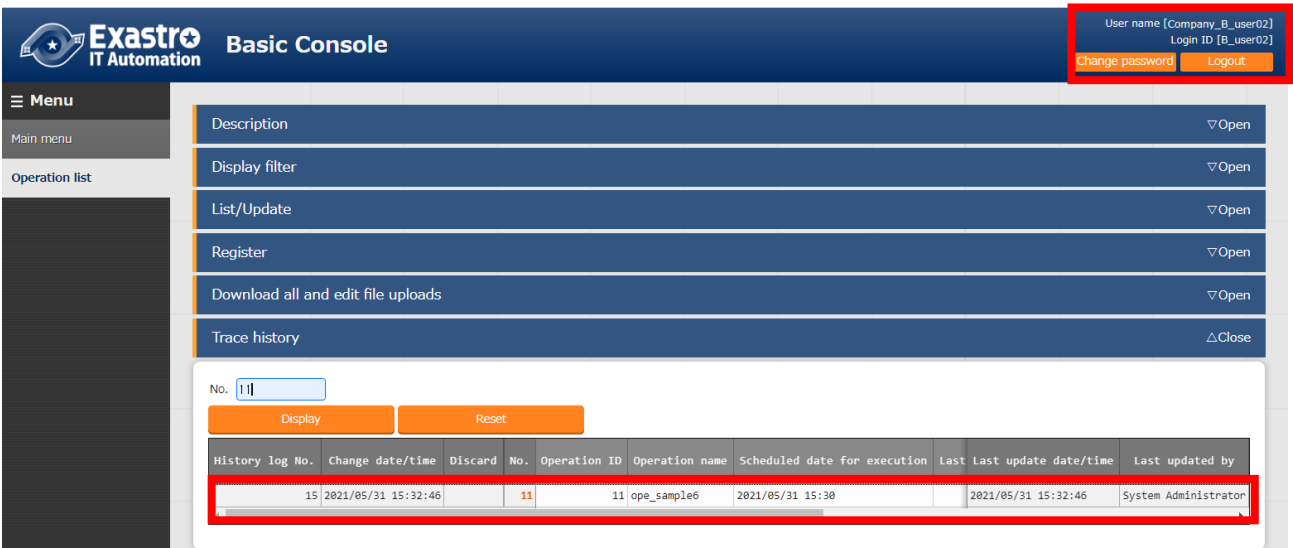 Exastro
IT Automation
Basic Console
User name [Company_B_user02]
Login ID [B_user02]
Change password
Logout
Menu
Main menu
Operation list
Description
▽Open
Display filter
▽Open
List/Update
▽Open
Register
▽Open
Download all and edit file uploads
▽Open
Trace history
△Close
No. 11
Display
Reset
History log No. Change date/time Discard No. Operation ID Operation name Scheduled date for execution Last Last update date/time Last updated by
15 2021/05/31 15:32:46 11 11 ope_sample6 2021/05/31 15:30 2021/05/31 15:32:46 System Administrator